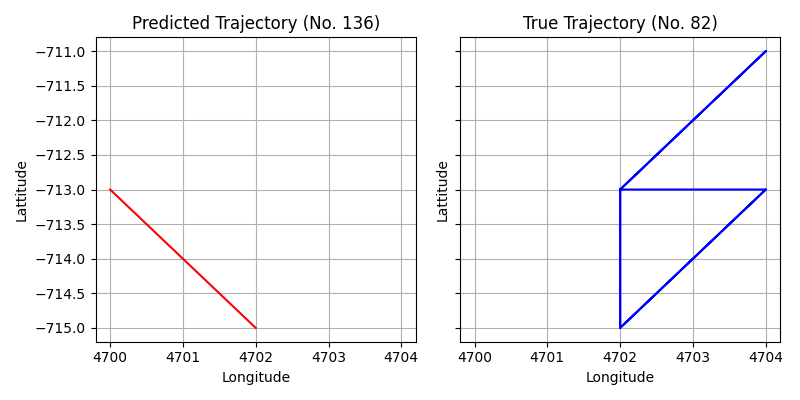 Predicted Trajectory (No. 136)
−711.0
−711.5
−712.0
−712.5
−713.0
−713.5
−714.0
−714.5
−715.0
Lattitude
4700 4701 4702 4703 4704
Longitude
True Trajectory (No. 82)
Lattitude
4700 4701 4702 4703 4704
Longitude